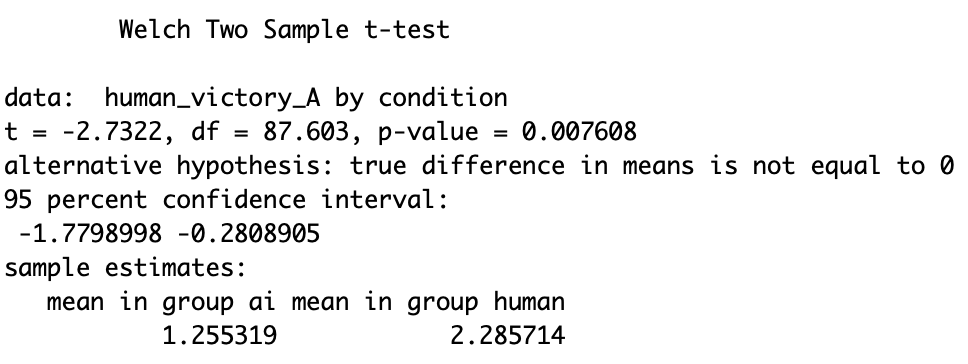 Welch Two Sample t-test
data:  human_victory_A by condition
t = -2.7322, df = 87.603, p-value = 0.007608
alternative hypothesis: true difference in means is not equal to 0
95 percent confidence interval:
 -1.7798998 -0.2808905
sample estimates:
   mean in group ai mean in group human
           1.255319            2.285714